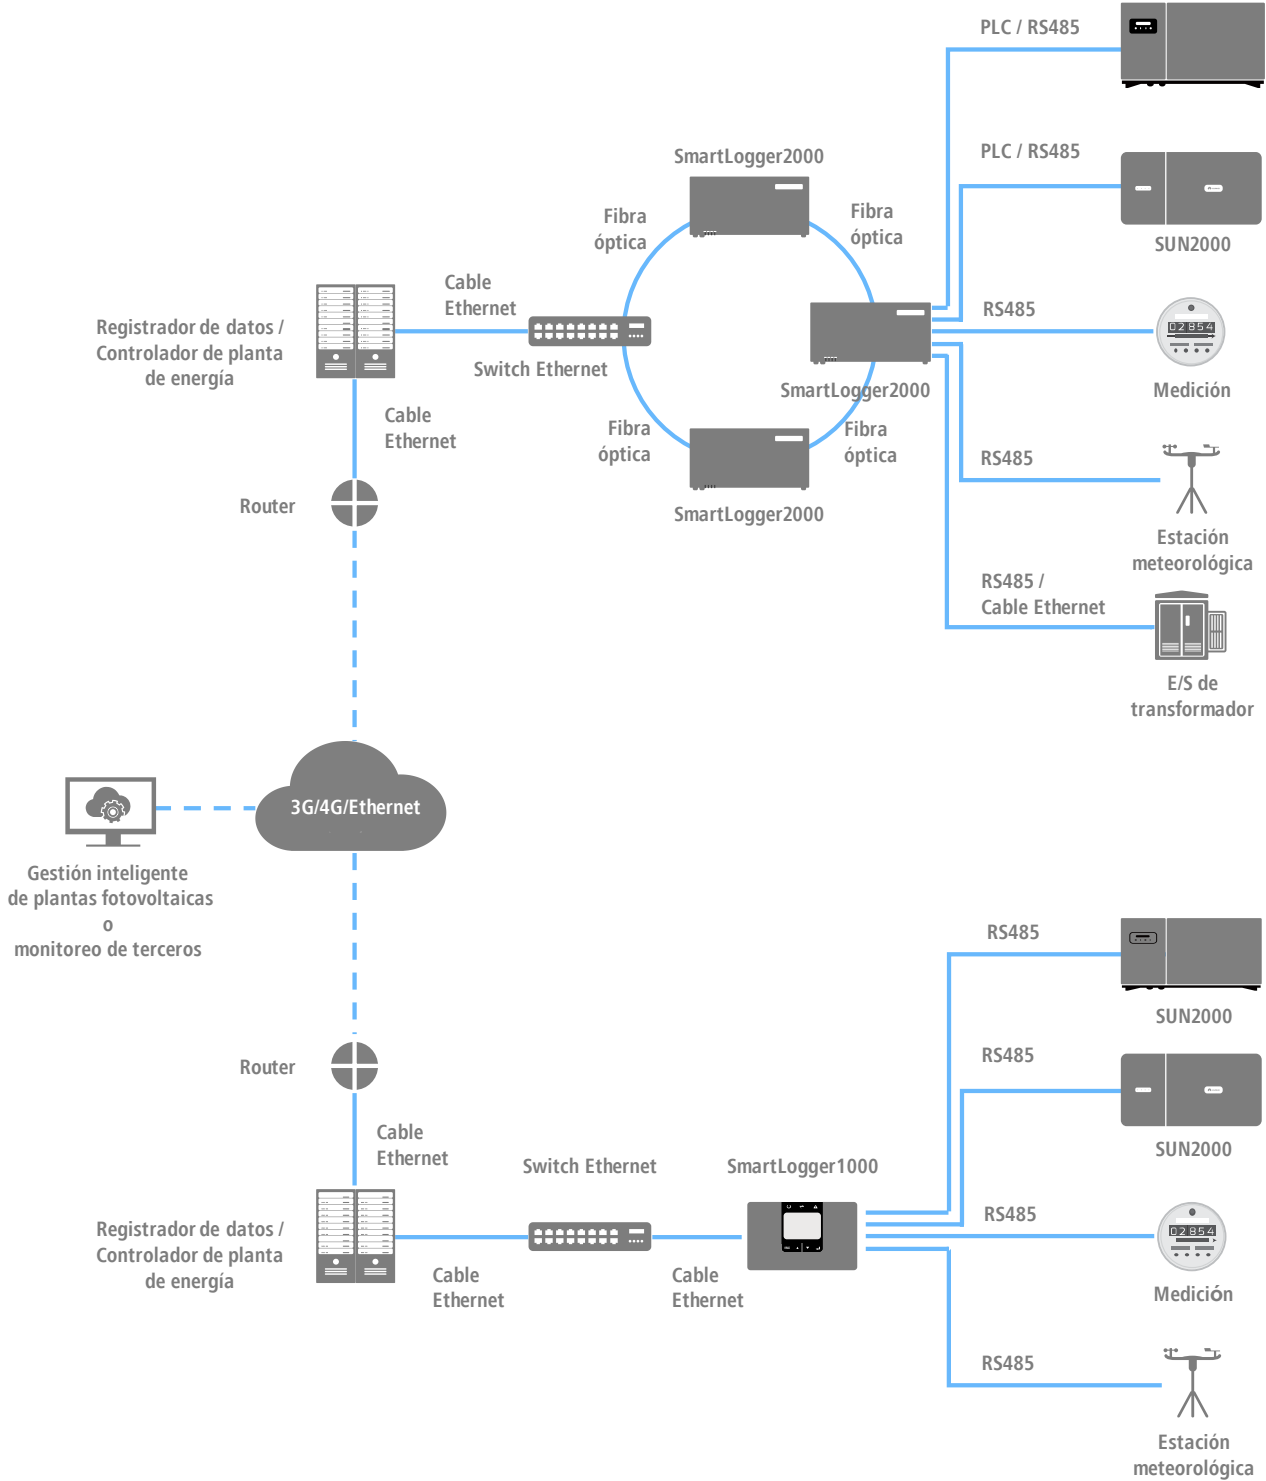 PLC / RS485
SmartLogger2000
PLC / RS485
Fibra
óptica
Fibra
óptica
SUN2000
Cable
Ethernet
RS485
Registrador de datos /
Controlador de planta
de energía
Switch Ethernet
02854
SmartLogger2000
Medición
Cable
Ethernet
Fibra
óptica
Fibra
óptica
RS485
Router
SmartLogger2000
Estación
meteorológica
RS485 /
Cable Ethernet
E/S de
transformador
3G/4G/Ethernet
Gestión inteligente
de plantas fotovoltaicas
o
monitoreo de terceros
RS485
SUN2000
Router
RS485
Cable
Ethernet
SUN2000
Switch Ethernet
SmartLogger1000
Registrador de datos /
Controlador de planta
de energía
RS485
02854
Cable
Ethernet
Cable
Ethernet
Medición
RS485
Estación
meteorológica